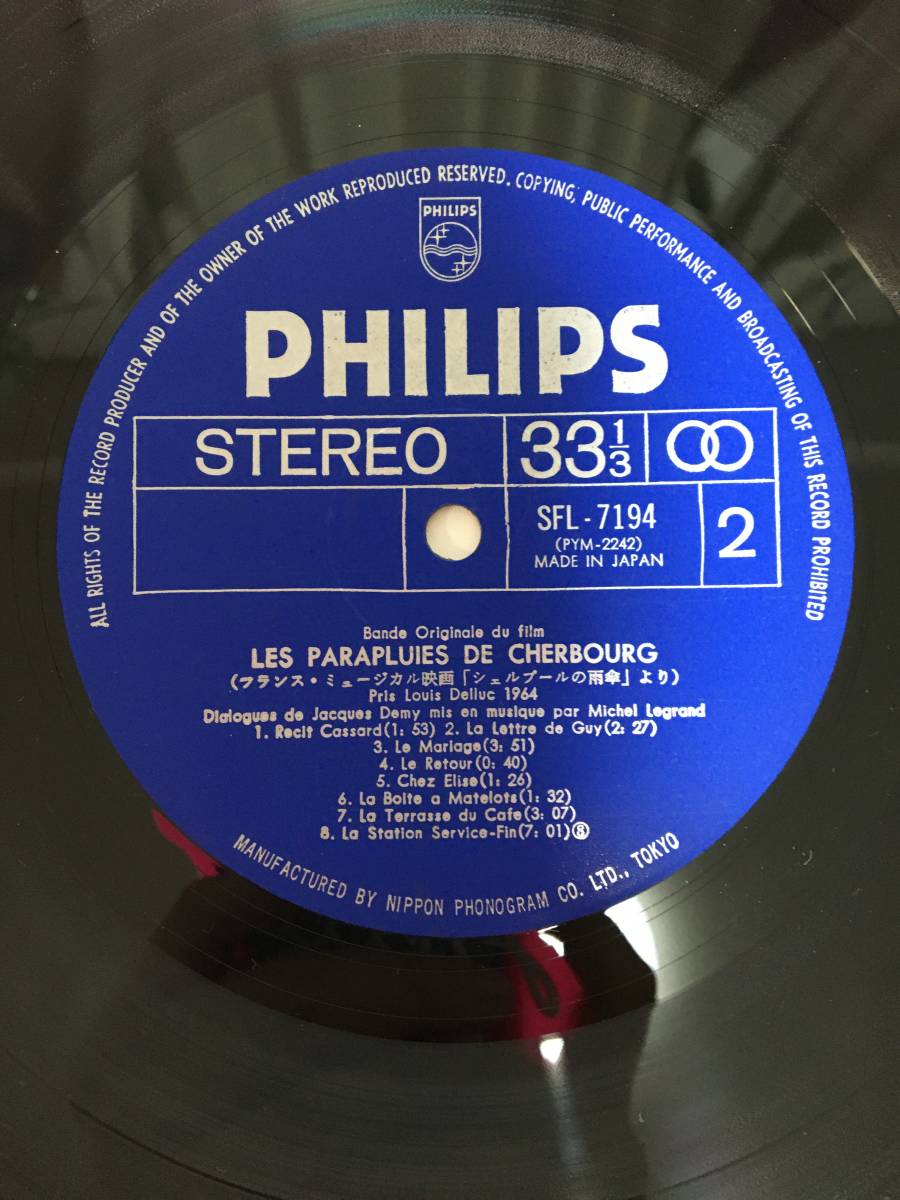 ALL RIGHTS OF THE RECORD PRODUCER AND OF THE OWNER OF THE WORK REPRODUCED RESERVED. COPYING, PUBLIC PERFORMANCE AND BROADCASTING OF THIS RECORD PROHIBITED
PHILIPS
PHILIPS
STEREO 33 1/3
SFL-7194 2
(PYM-2242)
MADE IN JAPAN
Bande Originale du film
LES PARAPLUIES DE CHERBOURG
(フランス・ミュージカル映画「シェルブールの雨傘」より)
Pris Louis Delluc 1964
Dialogues de Jacques Demy mis en musique par Michel Legrand
1. Recit Cassard(1: 53) 2. La Lettre de Guy(2: 27)
3. Le Mariage(3: 51)
4. Le Retour(0: 40)
5. Chez Elise(1: 26)
6. La Boite a Matelots(1: 32)
7. La Terrasse du Cafe(3: 07)
8. La Station Service-Fin(7: 01)⑧
MANUFACTURED BY NIPPON PHONOGRAM CO. LTD., TOKYO